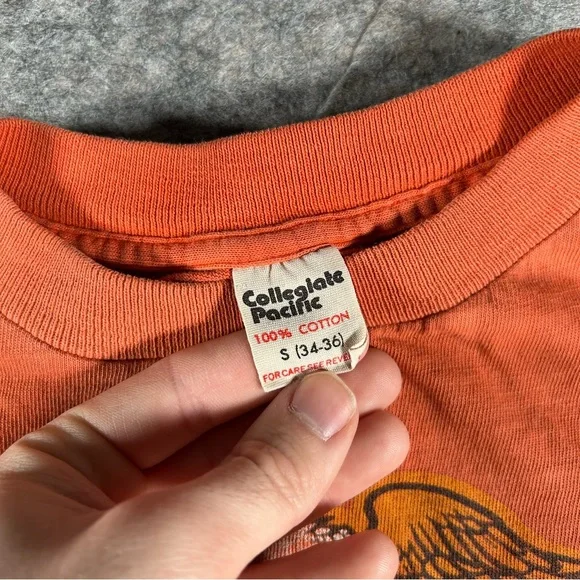 Collegiate
Pacific
100% COTTON
S (34-36)
FOR CARE SEE REVE